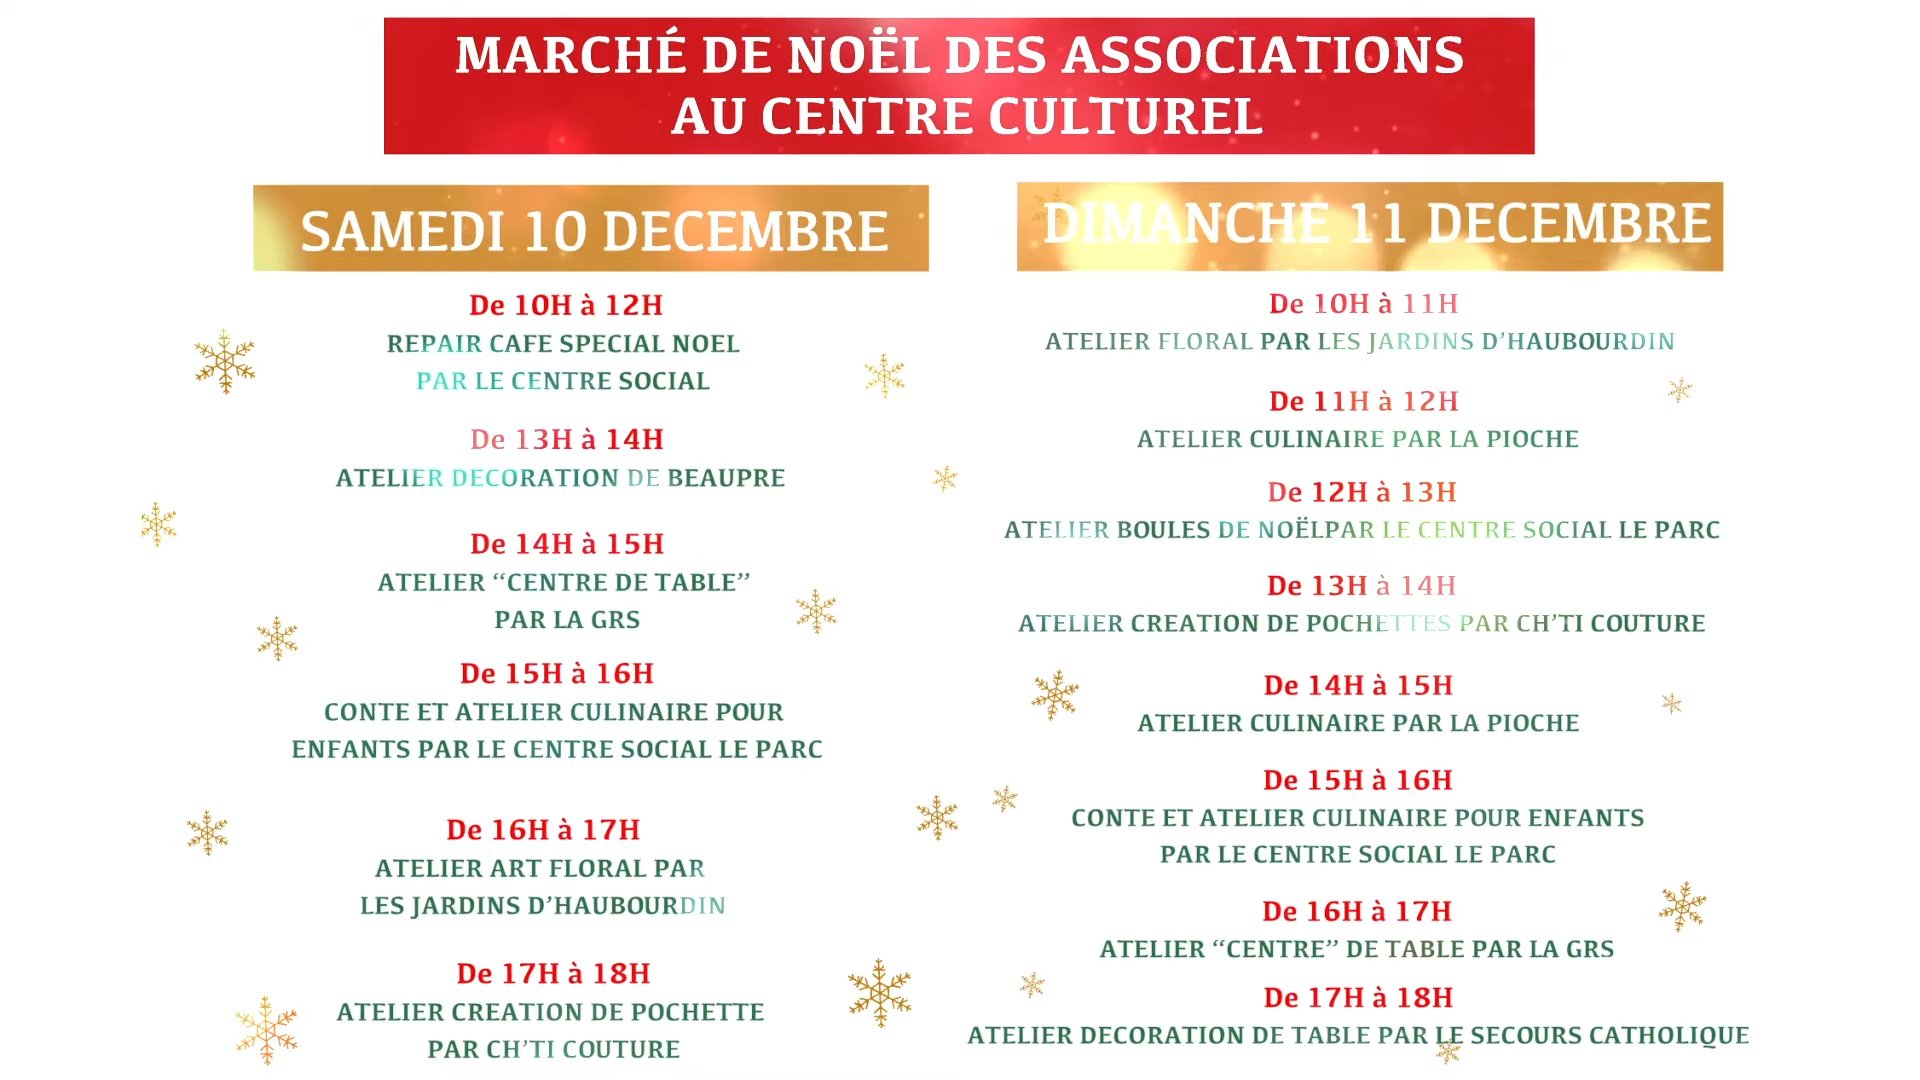 MARCHÉ DE NOËL DES ASSOCIATIONS
AU CENTRE CULTUREL
SAMEDI 10 DECEMBRE
De 10H à 12H
REPAIR CAFE SPECIAL NOEL
PAR LE CENTRE SOCIAL
De 13H à 14H
ATELIER DECORATION DE BEAUPRE
De 14H à 15H
ATELIER “CENTRE DE TABLE”
PAR LA GRS
De 15H à 16H
CONTE ET ATELIER CULINAIRE POUR
ENFANTS PAR LE CENTRE SOCIAL LE PARC
De 16H à 17H
ATELIER ART FLORAL PAR
LES JARDINS D’HAUBOURDIN
De 17H à 18H
ATELIER CREATION DE POCHETTE
PAR CH’TI COUTURE
DIMANCHE 11 DECEMBRE
De 10H à 11H
ATELIER FLORAL PAR LES JARDINS D’HAUBOURDIN
De 11H à 12H
ATELIER CULINAIRE PAR LA PIOCHE
De 12H à 13H
ATELIER BOULES DE NOËLPAR LE CENTRE SOCIAL LE PARC
De 13H à 14H
ATELIER CREATION DE POCHETTES PAR CH’TI COUTURE
De 14H à 15H
ATELIER CULINAIRE PAR LA PIOCHE
De 15H à 16H
CONTE ET ATELIER CULINAIRE POUR ENFANTS
PAR LE CENTRE SOCIAL LE PARC
De 16H à 17H
ATELIER “CENTRE” DE TABLE PAR LA GRS
De 17H à 18H
ATELIER DECORATION DE TABLE PAR LE SECOURS CATHOLIQUE